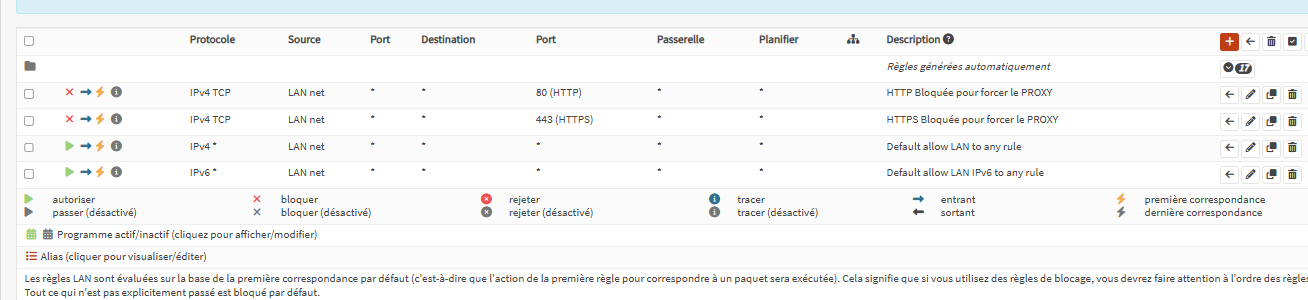 Protocole Source Port Destination Port Passerelle Planifier Description
Règles générées automatiquement 17
IPv4 TCP LAN net * * 80 (HTTP) * * HTTP Bloquée pour forcer le PROXY
IPv4 TCP LAN net * * 443 (HTTPS) * * HTTPS Bloquée pour forcer le PROXY
IPv4 * LAN net * * * * * Default allow LAN to any rule
IPv6 * LAN net * * * * * Default allow LAN IPv6 to any rule
autoriser bloquer rejeter tracer entrant première correspondance
passer (désactivé) bloquer (désactivé) rejeter (désactivé) tracer (désactivé) sortant dernière correspondance
Programme actif/inactif (cliquez pour afficher/modifier)
Alias (cliquer pour visualiser/éditer)
Les règles LAN sont évaluées sur la base de la première correspondance par défaut (c'est-à-dire que l'action de la première règle pour correspondre à un paquet sera exécutée). Cela signifie que si vous utilisez des règles de blocage, vous devrez faire attention à l'ordre des règles
Tout ce qui n'est pas explicitement passé est bloqué par défaut.